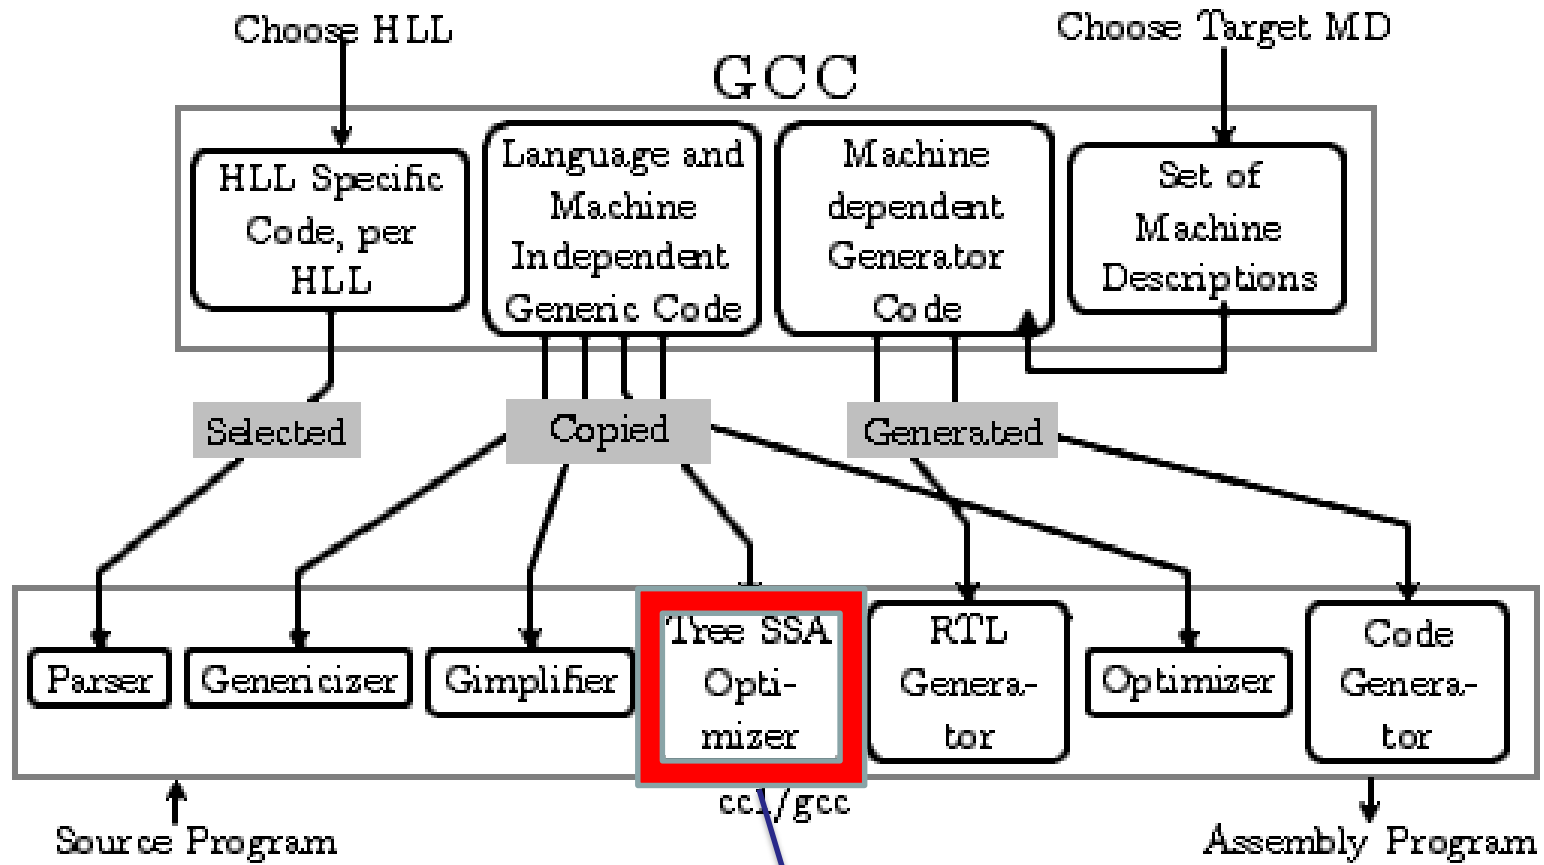 Choose HLL
Choose Target MD
GCC
HLL Specific
Code, per
HLL
Language and
Machine
Independent
Generic Code
Machine
dependent
Generator
Code
Set of
Machine
Descriptions
Selected
Copied
Generated
Parser
Genericizer
Gimplifier
Tree SSA
Opti-
mizer
RTL
Genera-
tor
Optimizer
Code
Genera-
tor
cc1/gcc
Source Program
Assembly Program